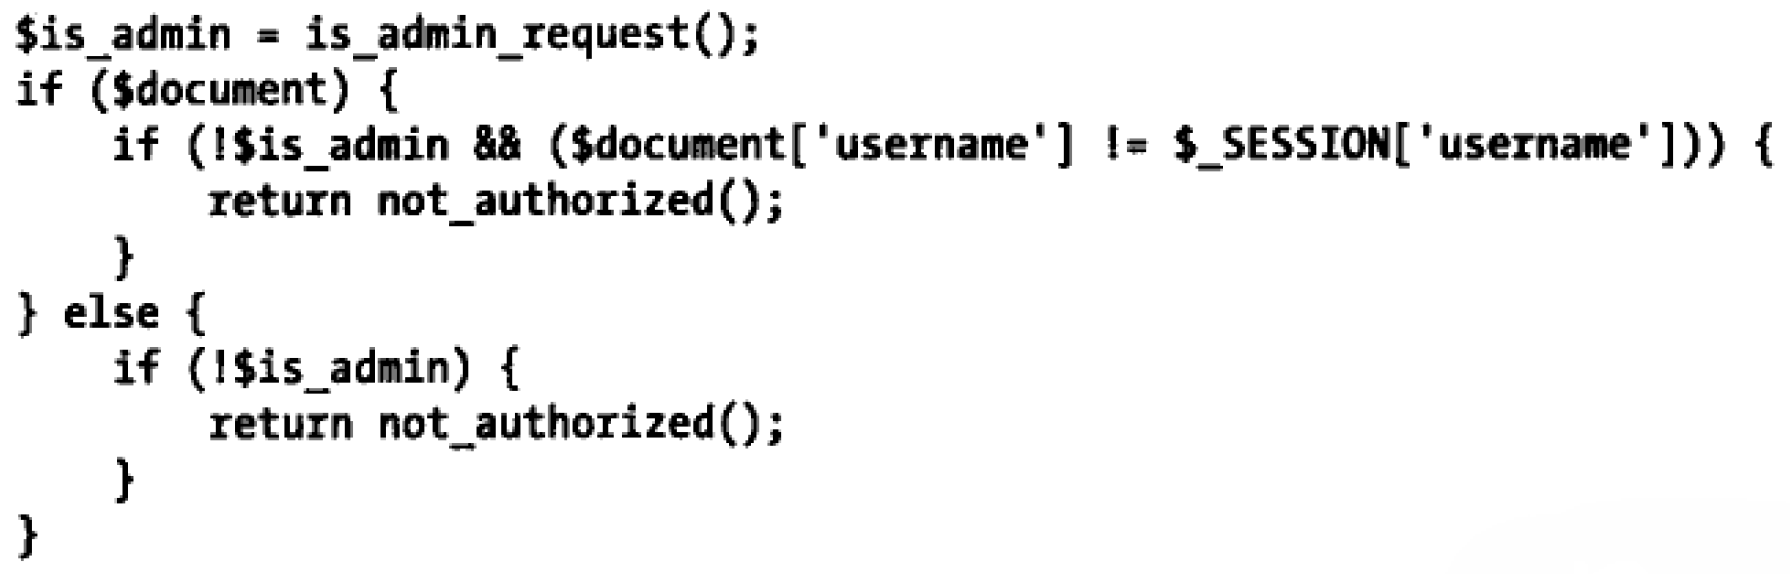 $is_admin = is_admin_request();
if ($document) {
    if (!$is_admin && ($document['username'] != $_SESSION['username'])) {
        return not_authorized();
    }
} else {
    if (!$is_admin) {
        return not_authorized();
    }
}